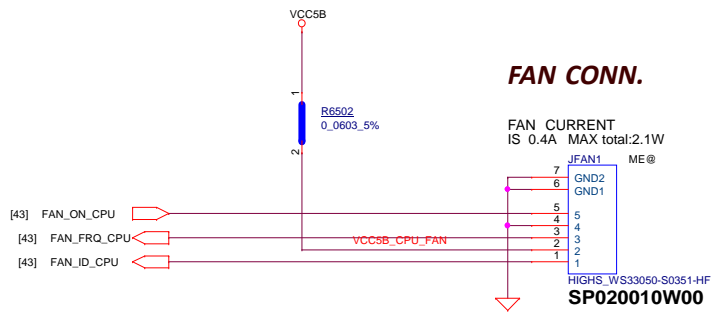 VCC5B
FAN CONN.
1
R6502
0_0603_5%
2
FAN CURRENT
IS 0.4A MAX total:2.1W
JFAN1 ME@
7 GND2
6 GND1
[43] FAN_ON_CPU 5 5
4 4
[43] FAN_FRQ_CPU 3 3
VCC5B_CPU_FAN 2 2
[43] FAN_ID_CPU 1 1
HIGHS_WS33050-S0351-HF
SP020010W00